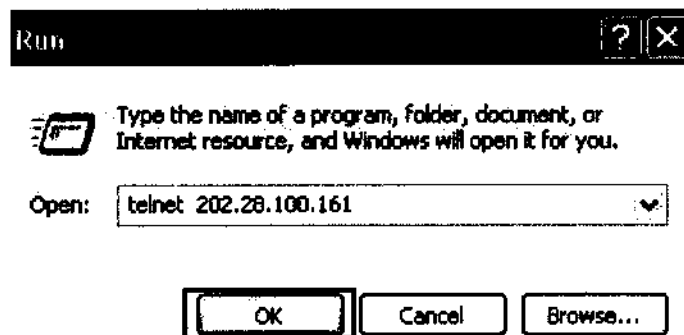 Run
Type the name of a program, folder, document, or
Internet resource, and Windows will open it for you.
Open: telnet 202.28.100.161
OK Cancel Browse...